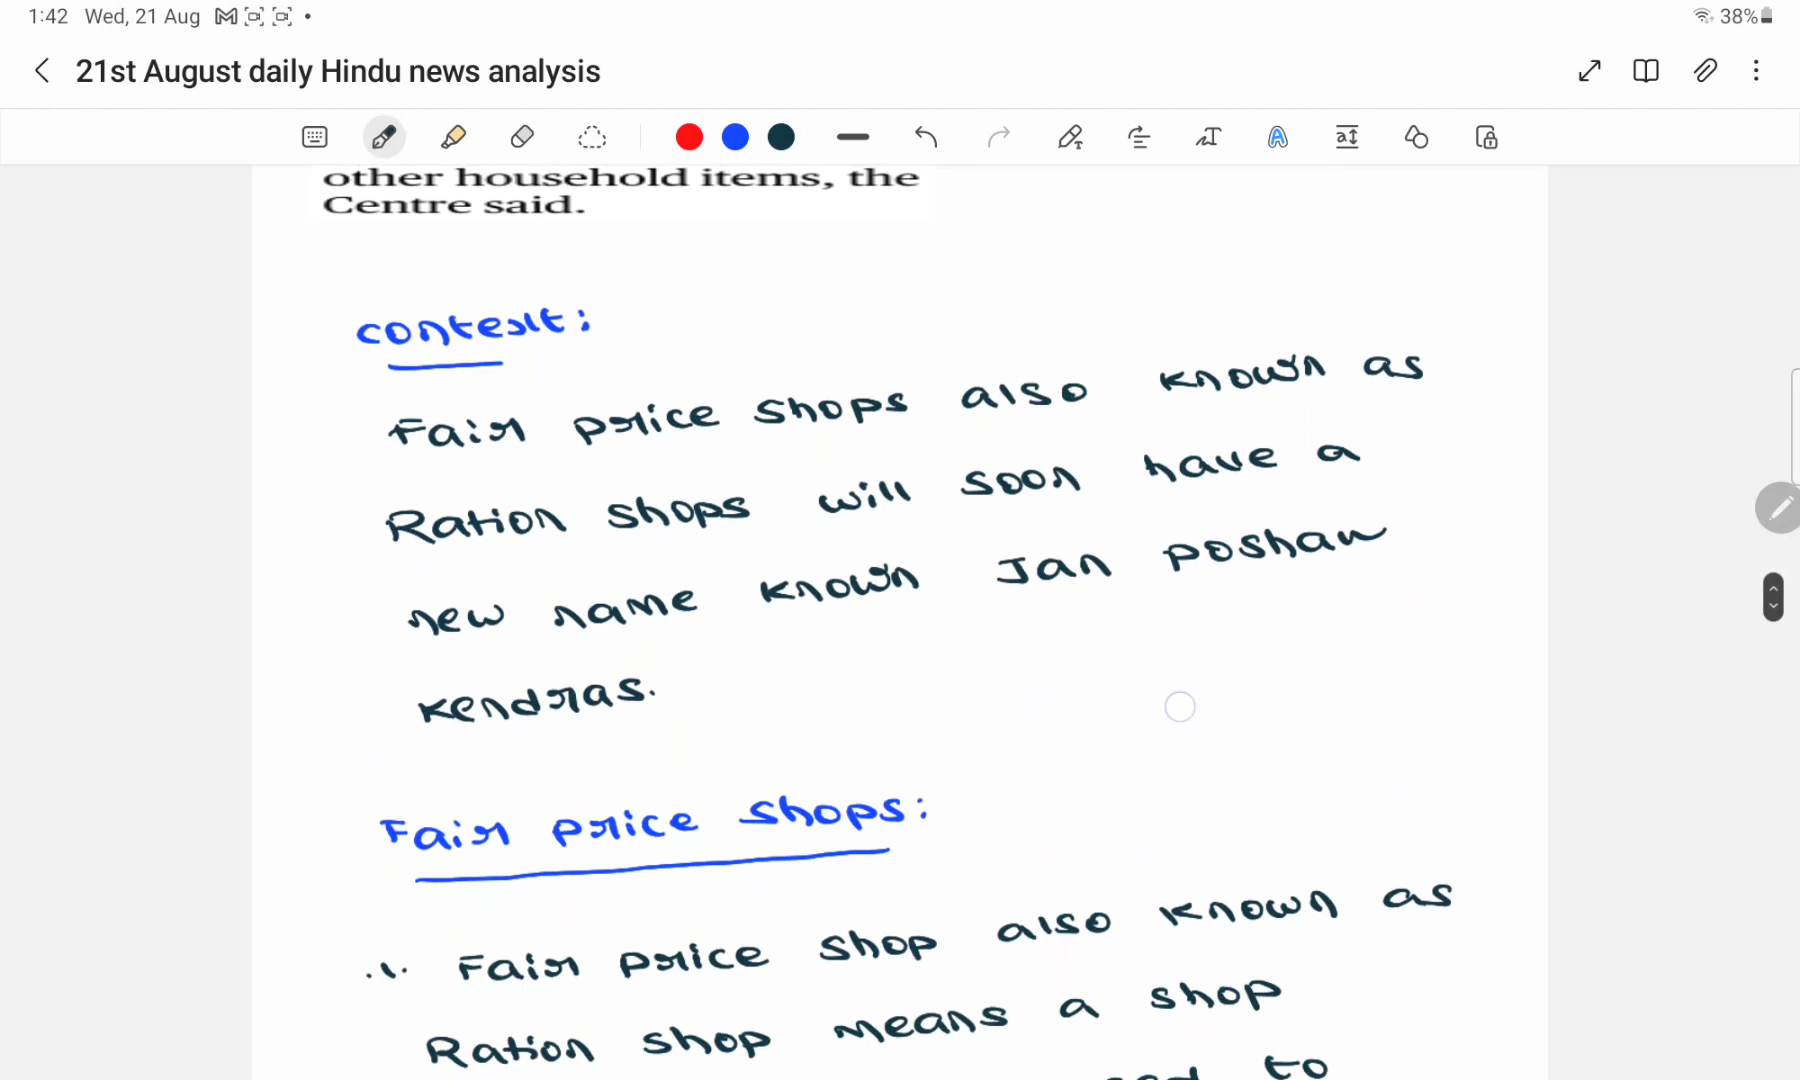 1:42 Wed, 21 Aug
38%
21st August daily Hindu news analysis
other household items, the
Centre said.
context:
Fair price shops also known as
Ration shops will soon have a
new name known Jan poshan
kendras.
Fair price shops:
.1. Fair price shop also known as
Ration shop means a shop
to